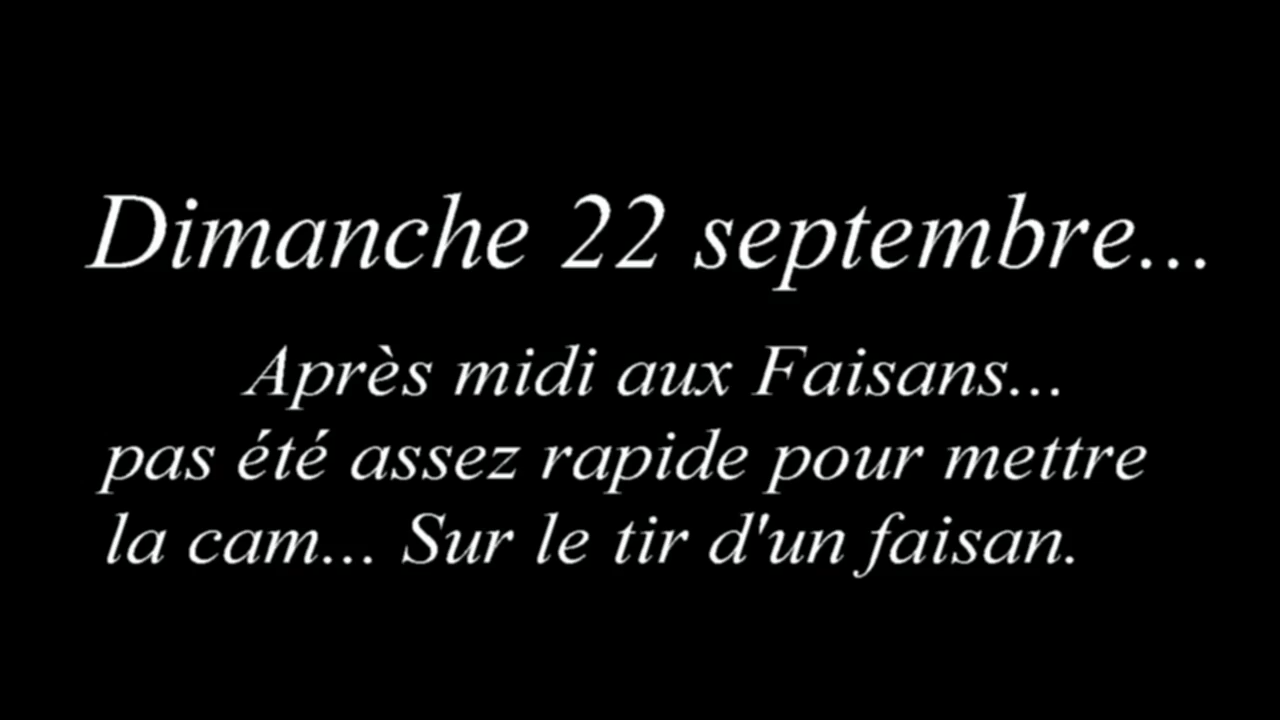 Dimanche 22 septembre...
Après midi aux Faisans...
pas été assez rapide pour mettre
la cam... Sur le tir d'un faisan.